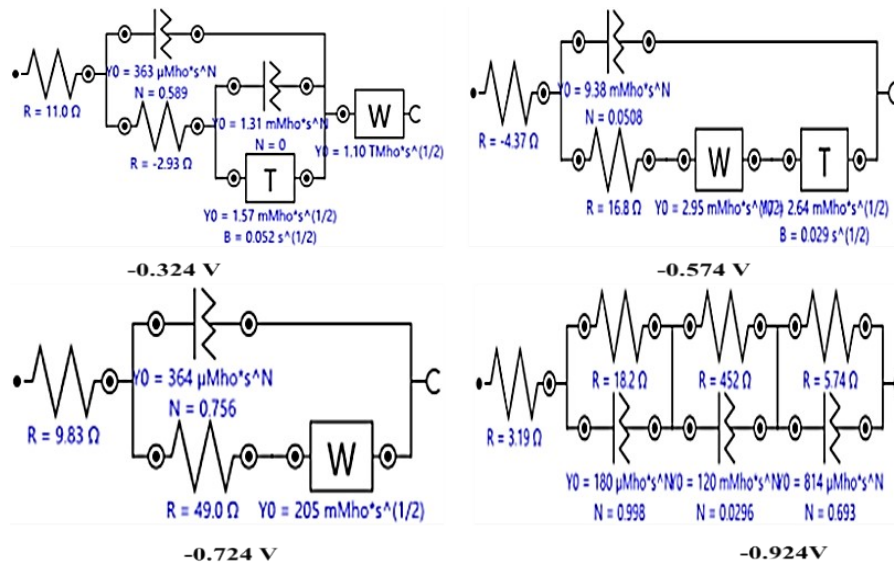 Y0 = 363 µMho*s^N
N = 0.589
R = 11.0 Ω
Y0 = 1.31 mMho*s^N
N = 0
R = -2.93 Ω
W
Y0 = 1.10 TMho*s^(1/2)
T
Y0 = 1.57 mMho*s^(1/2)
B = 0.052 s^(1/2)
-0.324 V
Y0 = 9.38 mMho*s^N
N = 0.0508
R = -4.37 Ω
W
T
R = 16.8 Ω
Y0 = 2.95 mMho*s^(1/2)
2.64 mMho*s^(1/2)
B = 0.029 s^(1/2)
-0.574 V
Y0 = 364 µMho*s^N
N = 0.756
R = 9.83 Ω
W
R = 49.0 Ω
Y0 = 205 mMho*s^(1/2)
-0.724 V
R = 18.2 Ω
R = 452 Ω
R = 5.74 Ω
R = 3.19 Ω
Y0 = 180 µMho*s^N
Y0 = 120 mMho*s^N
Y0 = 814 µMho*s^N
N = 0.998
N = 0.0296
N = 0.693
-0.924V